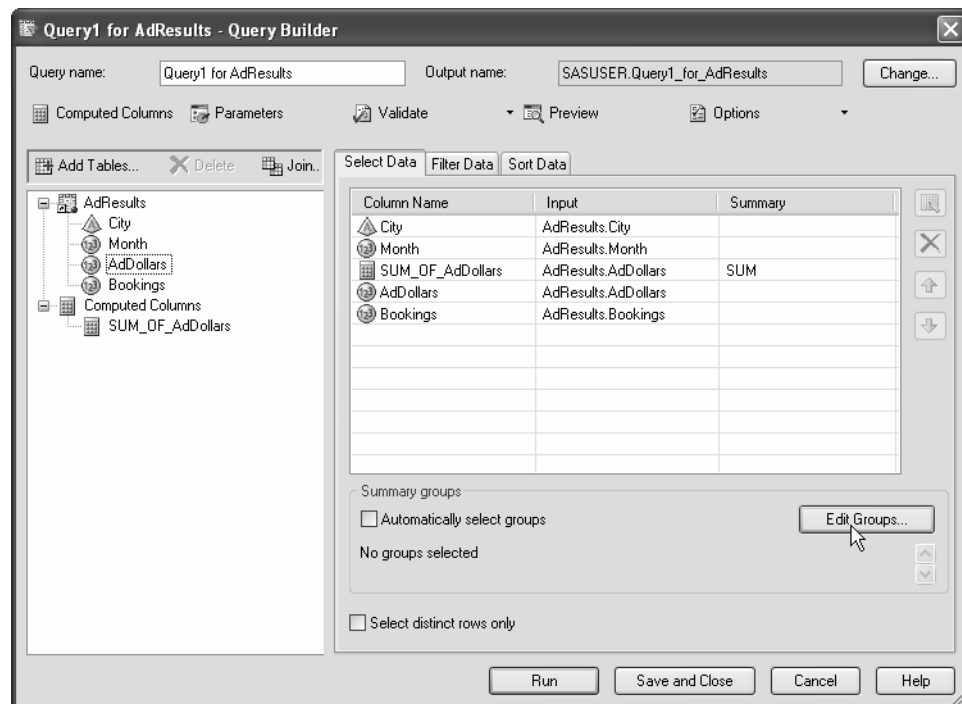 Query1 for AdResults - Query Builder
Query name: Query1 for AdResults Output name: SASUSER.Query1_for_AdResults Change...
Computed Columns Parameters Validate Preview Options
Add Tables... Delete Join..
Select Data Filter Data Sort Data
AdResults
City
Month
AdDollars
Bookings
Computed Columns
SUM_OF_AdDollars
Column Name Input Summary
City AdResults.City
Month AdResults.Month
SUM_OF_AdDollars AdResults.AdDollars SUM
AdDollars AdResults.AdDollars
Bookings AdResults.Bookings
Summary groups
Automatically select groups Edit Groups...
No groups selected
Select distinct rows only
Run Save and Close Cancel Help